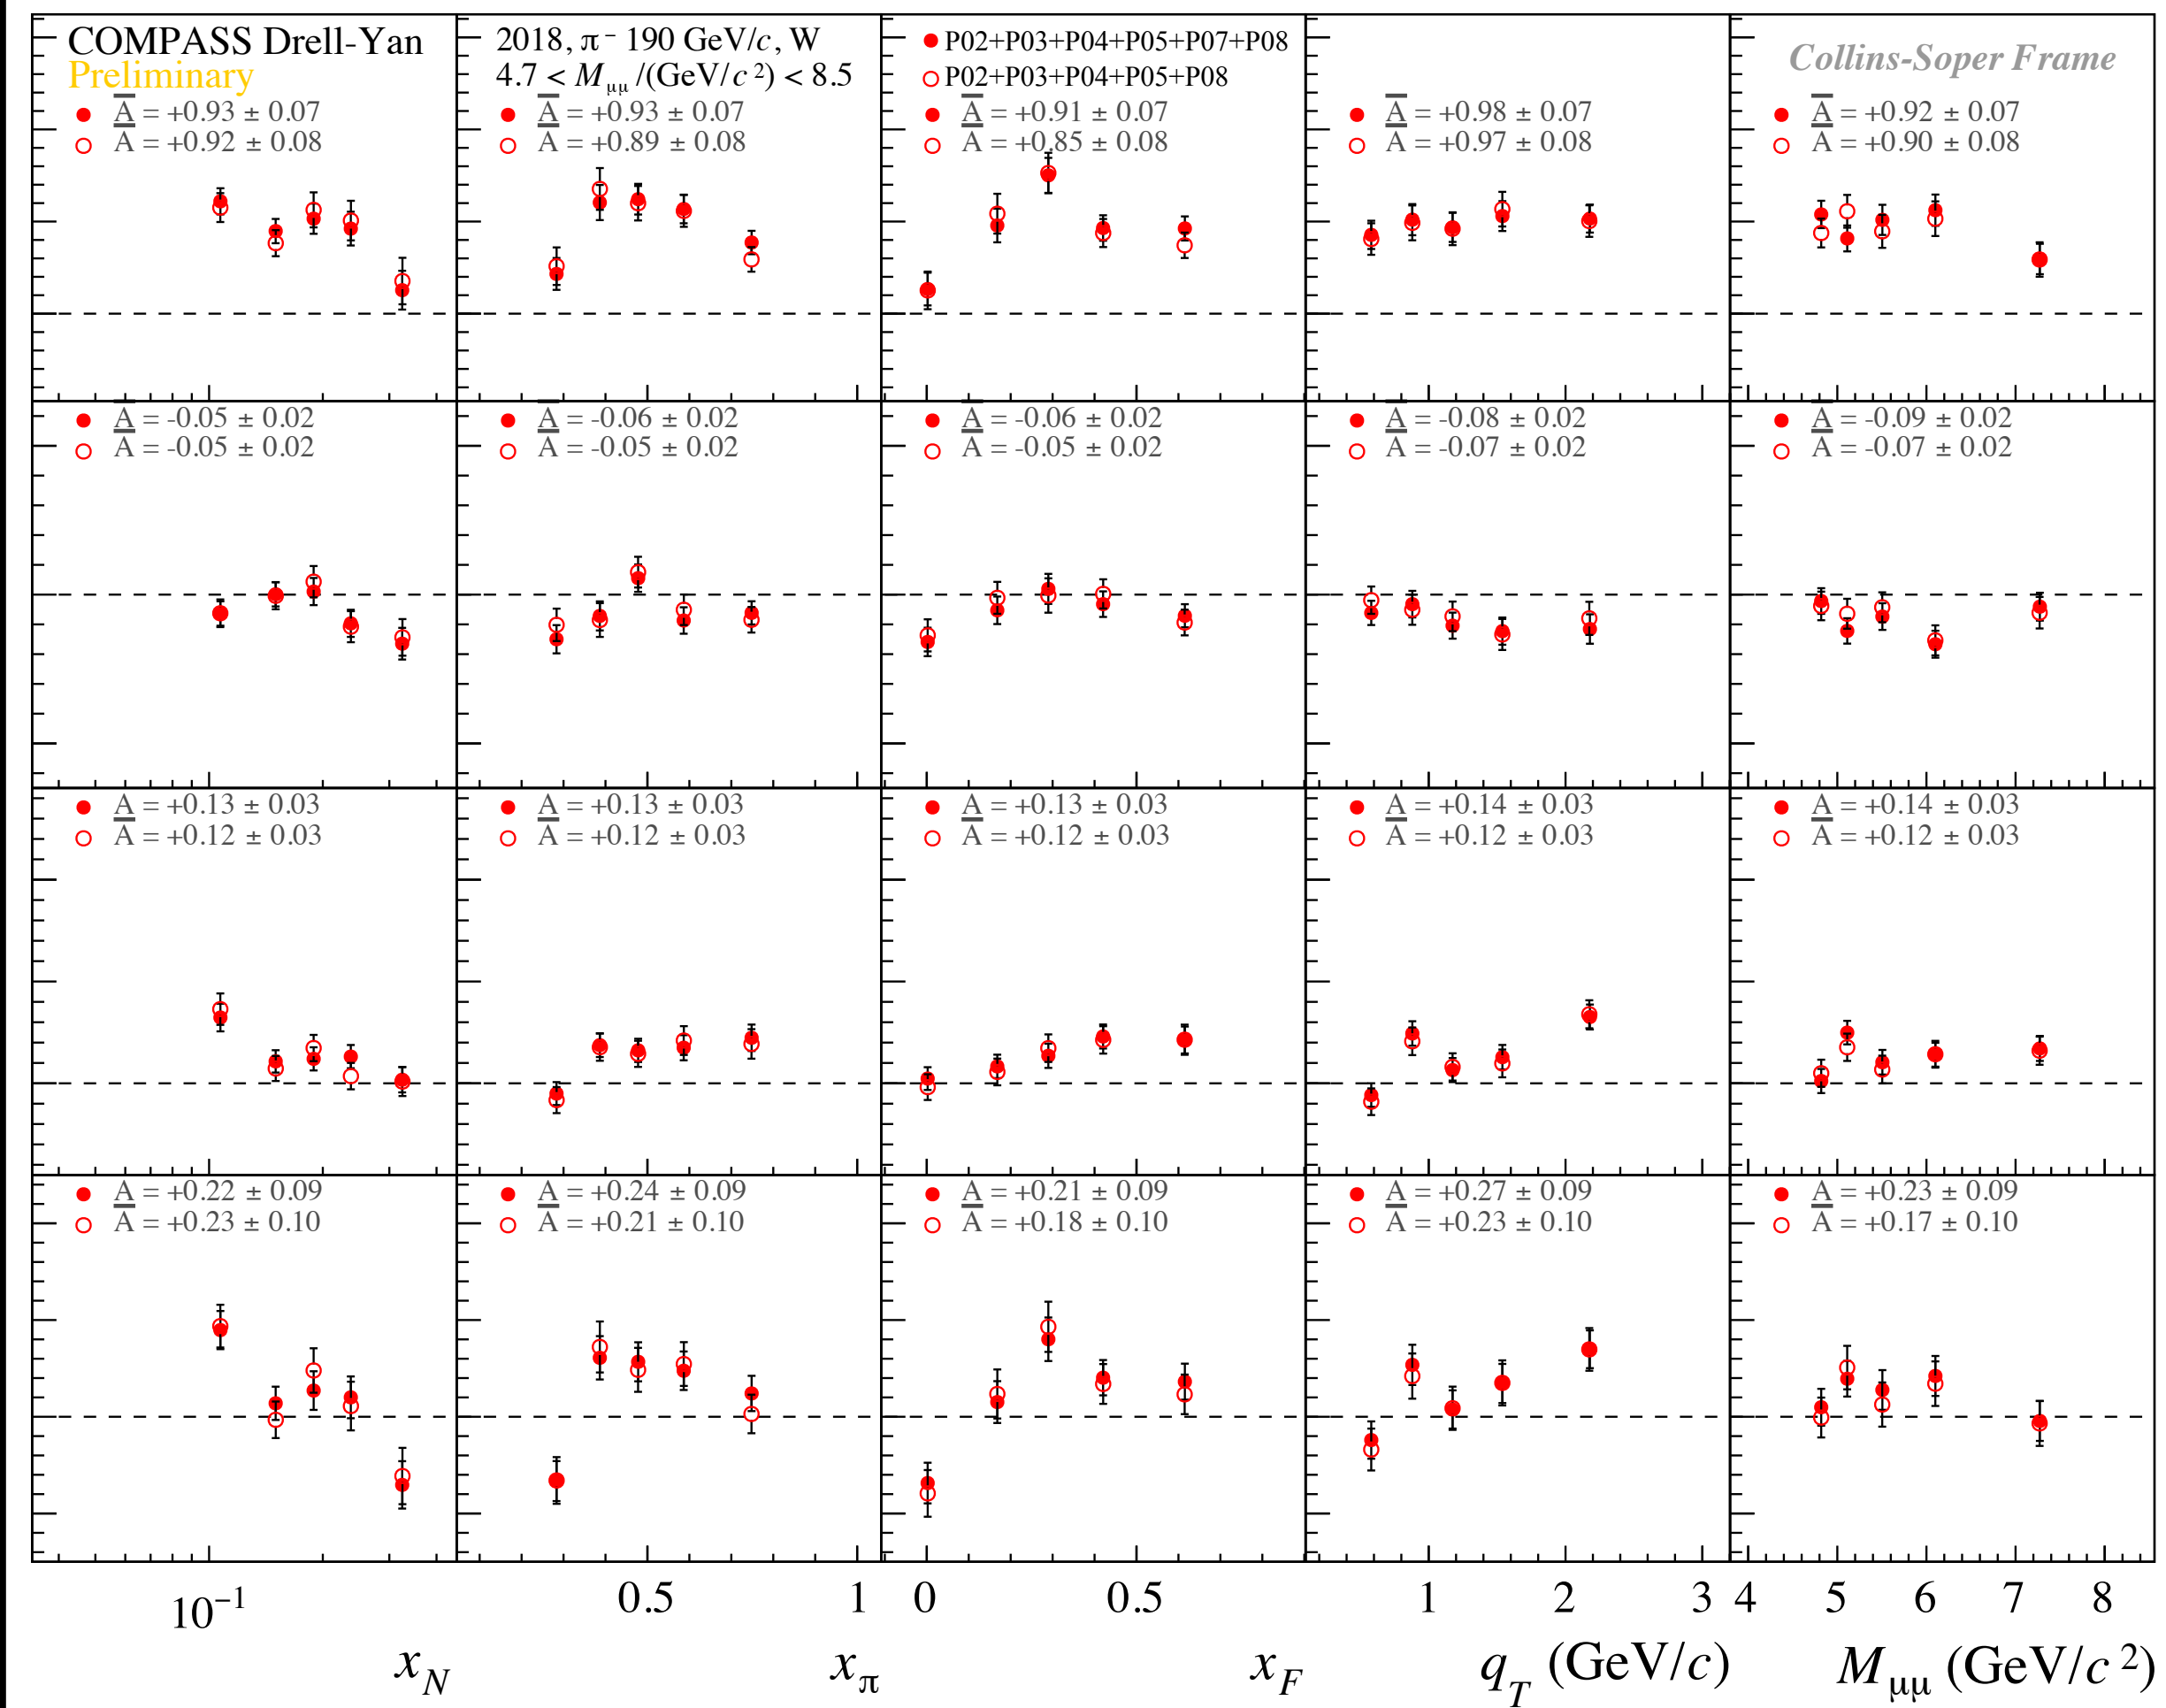 COMPASS Drell-Yan
Preliminary
2018, π⁻ 190 GeV/c, W
4.7 < Mμμ/(GeV/c²) < 8.5
P02+P03+P04+P05+P07+P08
P02+P03+P04+P05+P08
Collins-Soper Frame
A̅ = +0.93 ± 0.07
A̅ = +0.92 ± 0.08
A̅ = +0.93 ± 0.07
A̅ = +0.89 ± 0.08
A̅ = +0.91 ± 0.07
A̅ = +0.85 ± 0.08
A̅ = +0.98 ± 0.07
A̅ = +0.97 ± 0.08
A̅ = +0.92 ± 0.07
A̅ = +0.90 ± 0.08
A̅ = -0.05 ± 0.02
A̅ = -0.05 ± 0.02
A̅ = -0.06 ± 0.02
A̅ = -0.05 ± 0.02
A̅ = -0.06 ± 0.02
A̅ = -0.05 ± 0.02
A̅ = -0.08 ± 0.02
A̅ = -0.07 ± 0.02
A̅ = -0.09 ± 0.02
A̅ = -0.07 ± 0.02
A̅ = +0.13 ± 0.03
A̅ = +0.12 ± 0.03
A̅ = +0.13 ± 0.03
A̅ = +0.12 ± 0.03
A̅ = +0.13 ± 0.03
A̅ = +0.12 ± 0.03
A̅ = +0.14 ± 0.03
A̅ = +0.12 ± 0.03
A̅ = +0.14 ± 0.03
A̅ = +0.12 ± 0.03
A̅ = +0.22 ± 0.09
A̅ = +0.23 ± 0.10
A̅ = +0.24 ± 0.09
A̅ = +0.21 ± 0.10
A̅ = +0.21 ± 0.09
A̅ = +0.18 ± 0.10
A̅ = +0.27 ± 0.09
A̅ = +0.23 ± 0.10
A̅ = +0.23 ± 0.09
A̅ = +0.17 ± 0.10
10⁻¹ 0.5 1 0 0.5 1 2 3 4 5 6 7 8
x_N x_π x_F q_T (GeV/c) M_μμ (GeV/c²)